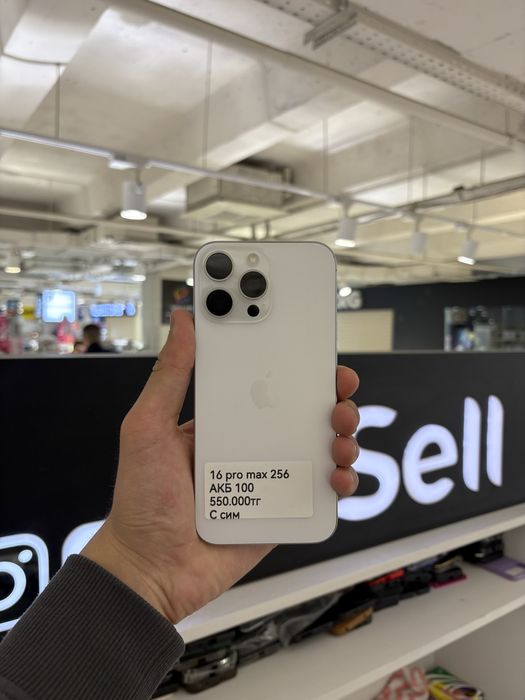 16 pro max 256
АКБ 100
550.000тг
С сим
Sell